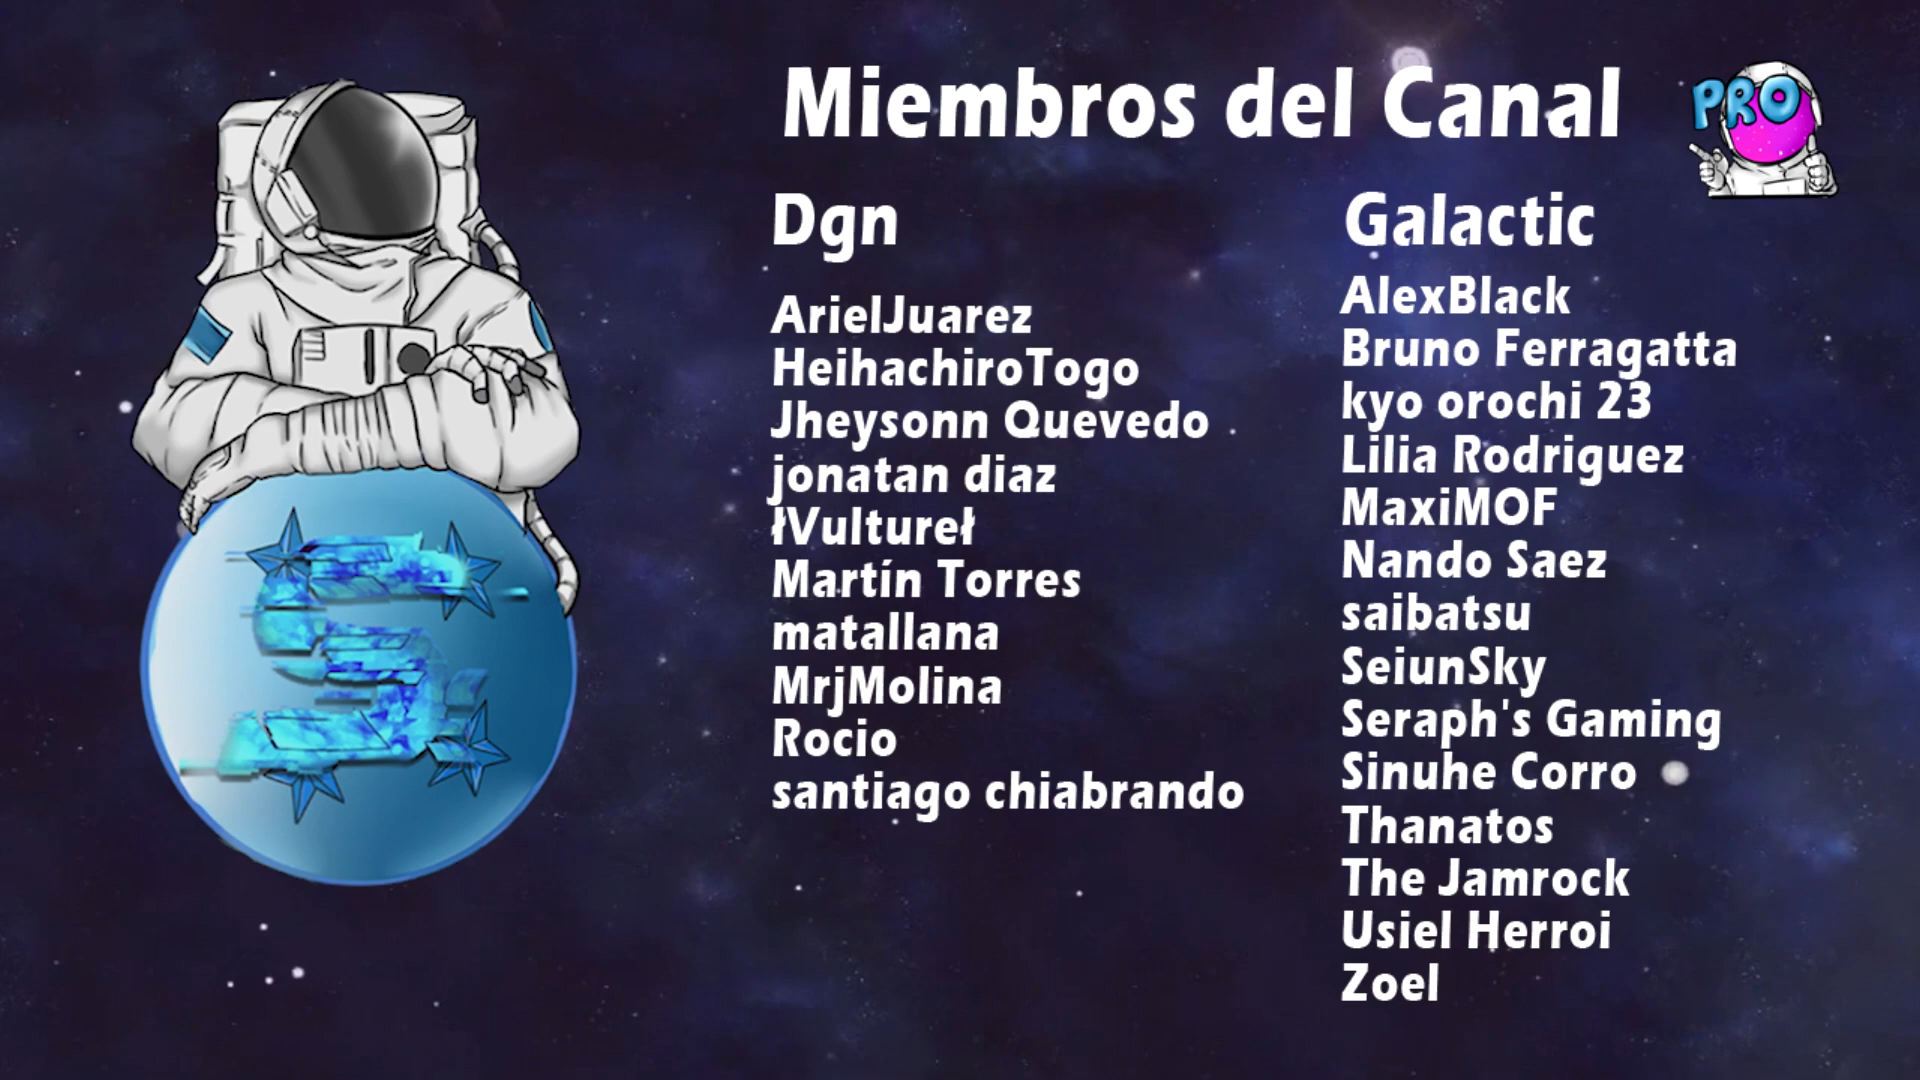 Miembros del Canal
PRO
Dgn
ArielJuarez
HeihachiroTogo
Jheysonn Quevedo
jonatan diaz
łVultureł
Martín Torres
matallana
MrjMolina
Rocio
santiago chiabrando
Galactic
AlexBlack
Bruno Ferragatta
kyo orochi 23
Lilia Rodriguez
MaxiMOF
Nando Saez
saibatsu
SeiunSky
Seraph's Gaming
Sinuhe Corro
Thanatos
The Jamrock
Usiel Herroi
Zoel
S